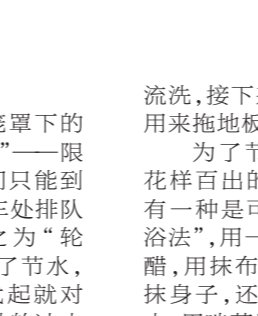 罩下的
”——限
们只能到
车处排队
之为“轮
了节水,
起就对
流洗,接下
用来拖地板
为了节
花样百出的
有一种是可
浴法”,用一
醋,用抹布
抹身子,还